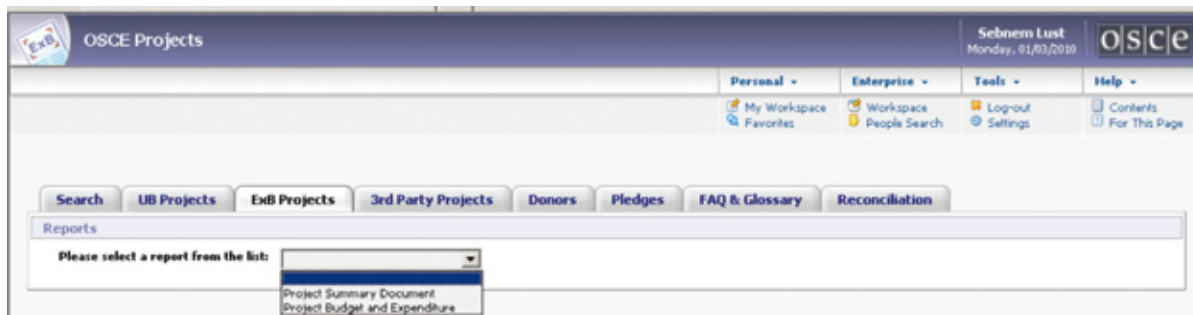 ExB
OSCE Projects
Sebnem Lust
Monday, 01/03/2010
osce
Personal
Enterprise
Tools
Help
My Workspace
Workspace
Log-out
Contents
Favorites
People Search
Settings
For This Page
Search
UB Projects
ExB Projects
3rd Party Projects
Donors
Pledges
FAQ & Glossary
Reconciliation
Reports
Please select a report from the list:
Project Summary Document
Project Budget and Expenditure